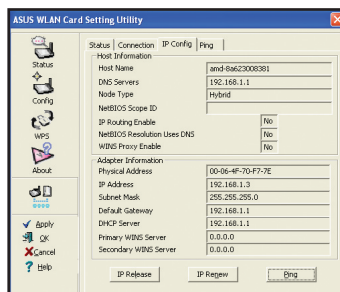 ASUS WLAN Card Setting Utility
Status Connection IP Config Ping
Status
Config
WPS
About
Apply
OK
Cancel
Help
Host Information
Host Name amd-8a623008381
DNS Servers 192.168.1.1
Node Type Hybrid
NetBIOS Scope ID
IP Routing Enable No
NetBIOS Resolution Uses DNS No
WINS Proxy Enable No
Adapter Information
Physical Address 00-06-4F-70-F7-7E
IP Address 192.168.1.3
Subnet Mask 255.255.255.0
Default Gateway 192.168.1.1
DHCP Server 192.168.1.1
Primary WINS Server 0.0.0.0
Secondary WINS Server 0.0.0.0
IP Release IP Renew Ping